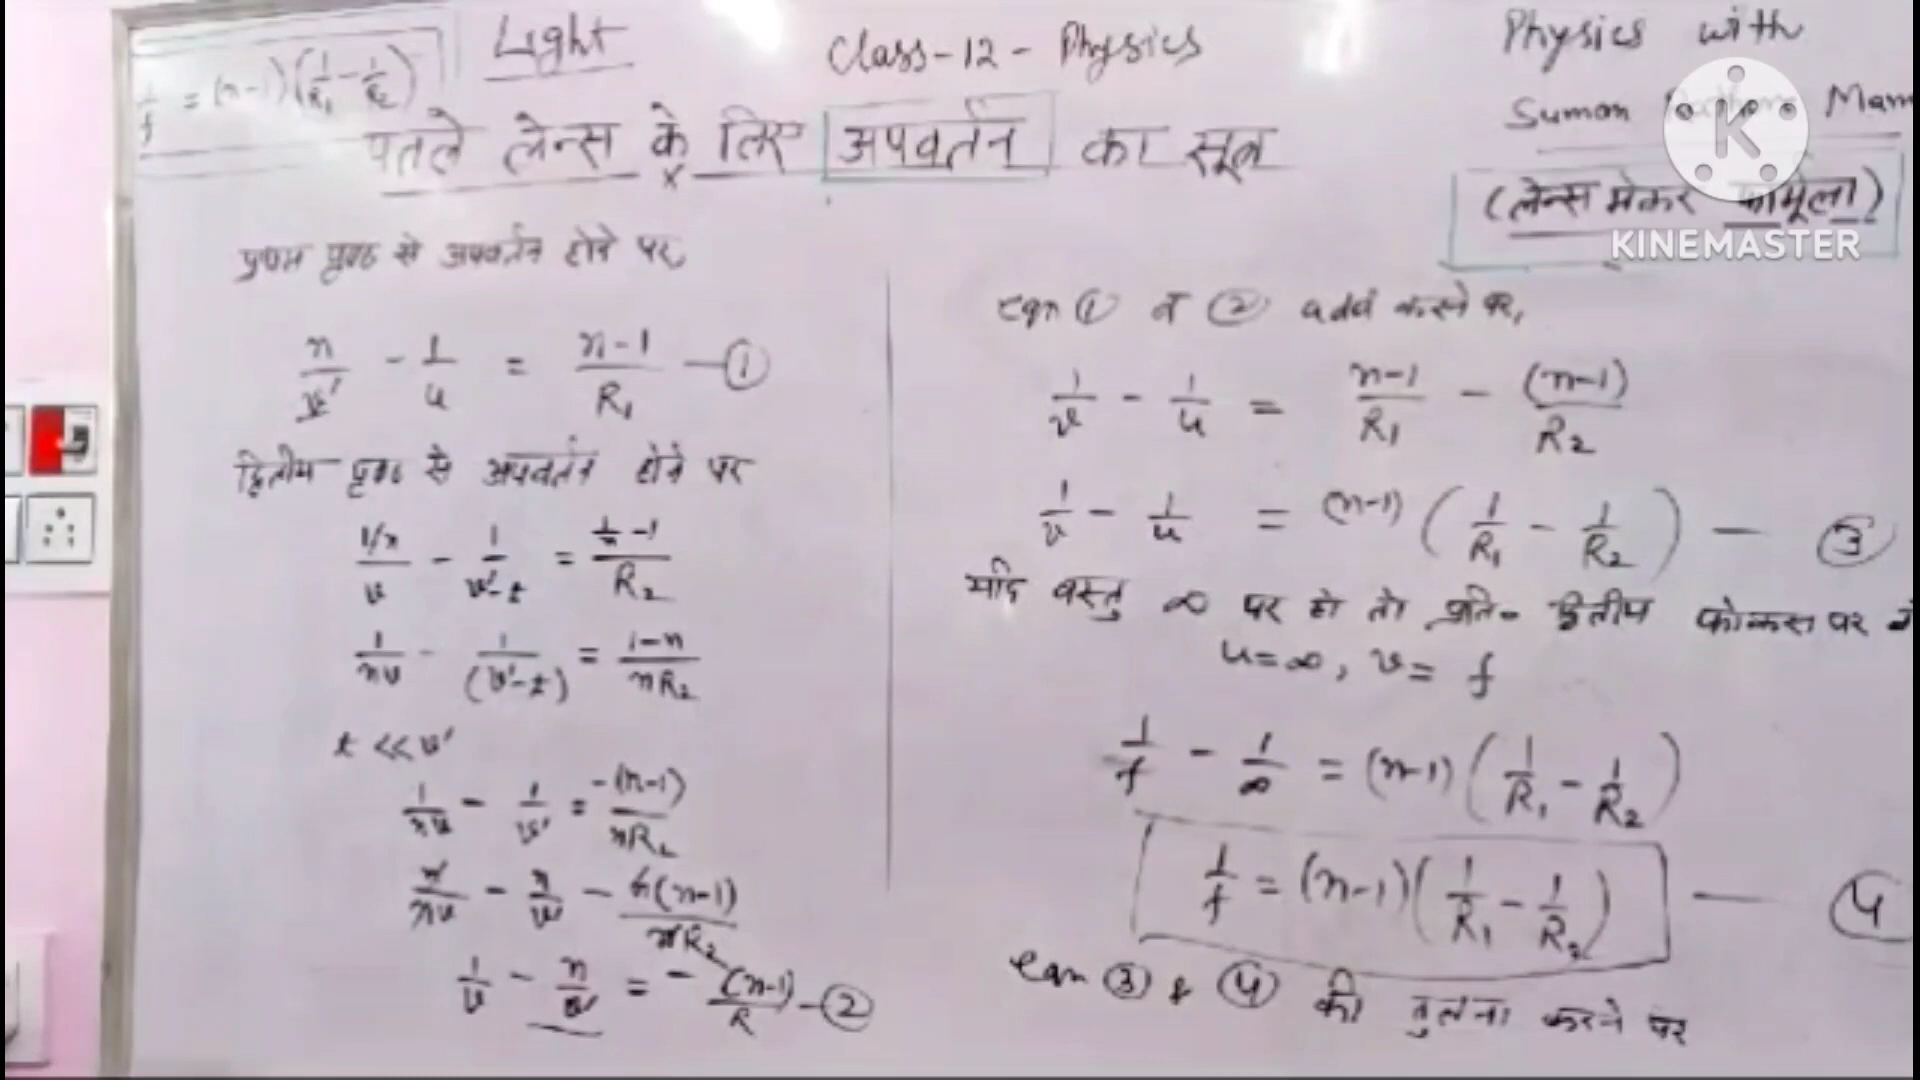 Light
Class-12-Physics
Physics with
1/f = (n-1)(1/R₁ - 1/R₂)
Suman Mam
पतले लेन्स के लिए अपवर्तन का सूत्र
(लेन्स मेकर फार्मूला)
KINEMASTER
प्रथम पृष्ठ से अपवर्तन होने पर,
n/v' - 1/u = n-1/R₁ — ①
द्वितीय पृष्ठ से अपवर्तन होने पर
1/n/v - 1/v'-t = 1/n -1/R₂
1/nv - 1/(v'-t) = 1-n/nR₂
t << v'
1/nv - 1/v' = -(n-1)/nR₂
n/nv - n/v' - n(n-1)/nR₂
1/v - n/v' = - (n-1)/R - ②
eqn ① व ② add करने पर,
1/v - 1/u = n-1/R₁ - (n-1)/R₂
1/v - 1/u = (n-1) (1/R₁ - 1/R₂) — ③
यदि वस्तु ∞ पर हो तो प्रति॰ द्वितीय फोकस पर
u=∞, v= f
1/f - 1/∞ = (n-1) (1/R₁ - 1/R₂)
1/f = (n-1)(1/R₁ - 1/R₂) — ④
eqn ③ & ④ की तुलना करने पर